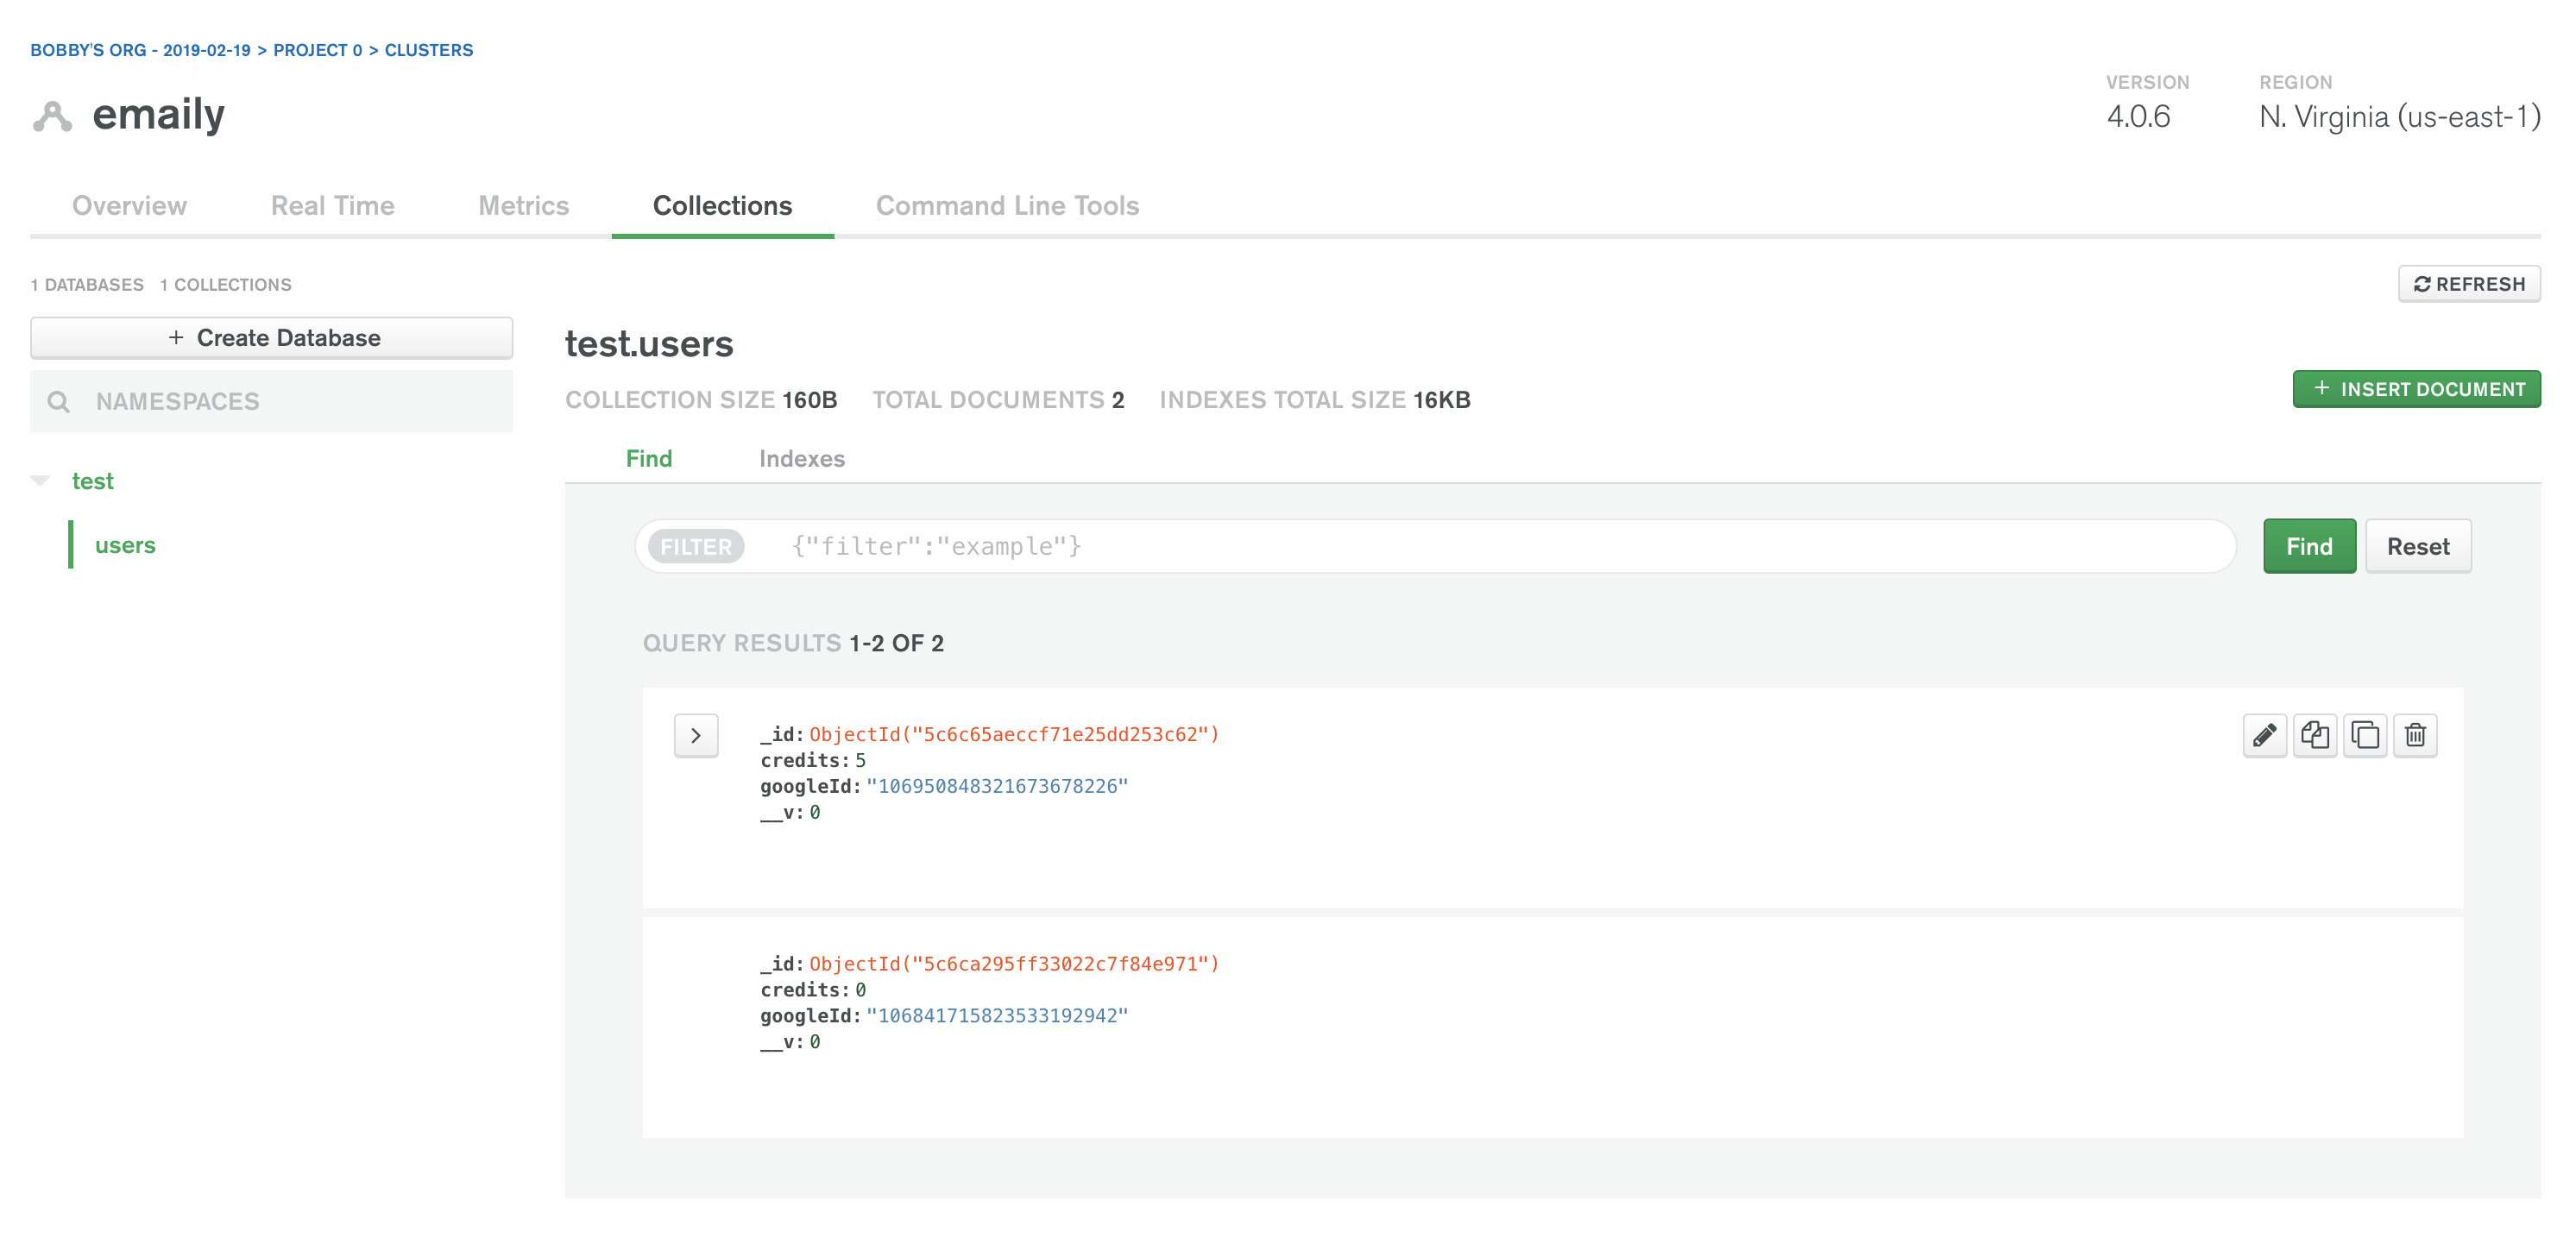 BOBBY'S ORG - 2019-02-19 > PROJECT 0 > CLUSTERS
emaily
VERSION
4.0.6
REGION
N. Virginia (us-east-1)
Overview Real Time Metrics Collections Command Line Tools
1 DATABASES 1 COLLECTIONS
REFRESH
+ Create Database
NAMESPACES
test
users
test.users
COLLECTION SIZE 160B TOTAL DOCUMENTS 2 INDEXES TOTAL SIZE 16KB
+ INSERT DOCUMENT
Find Indexes
FILTER {"filter":"example"}
Find Reset
QUERY RESULTS 1-2 OF 2
_id: ObjectId("5c6c65aeccf71e25dd253c62")
credits: 5
googleId: "106950848321673678226"
__v: 0
_id: ObjectId("5c6ca295ff33022c7f84e971")
credits: 0
googleId: "106841715823533192942"
__v: 0